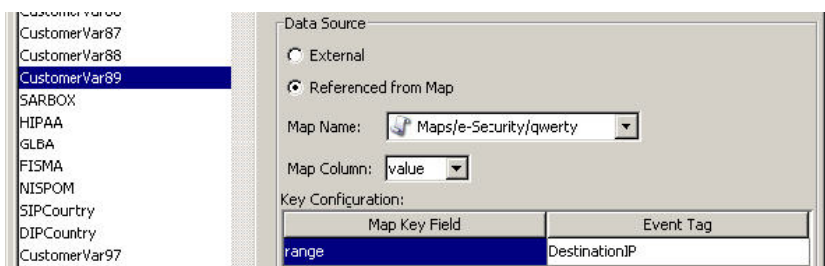 CustomerVar87
CustomerVar88
CustomerVar89
SARBOX
HIPAA
GLBA
FISMA
NISPOM
SIPCourtry
DIPCountry
CustomerVar97
Data Source
External
Referenced from Map
Map Name: Maps/e-Security/qwerty
Map Column: value
Key Configuration:
Map Key Field Event Tag
range DestinationIP